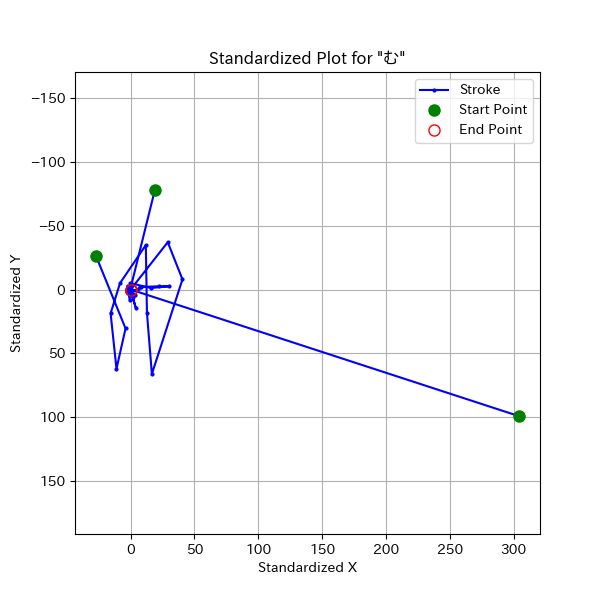 Standardized Plot for "む"
Stroke
Start Point
End Point
Standardized Y
−150
−100
−50
0
50
100
150
0 50 100 150 200 250 300
Standardized X